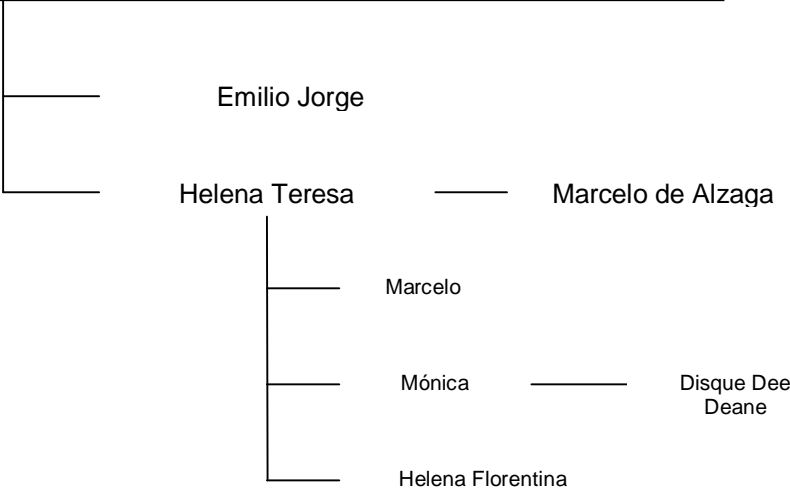 Emilio Jorge
Helena Teresa
Marcelo de Alzaga
Marcelo
Mónica
Disque Dee
Deane
Helena Florentina